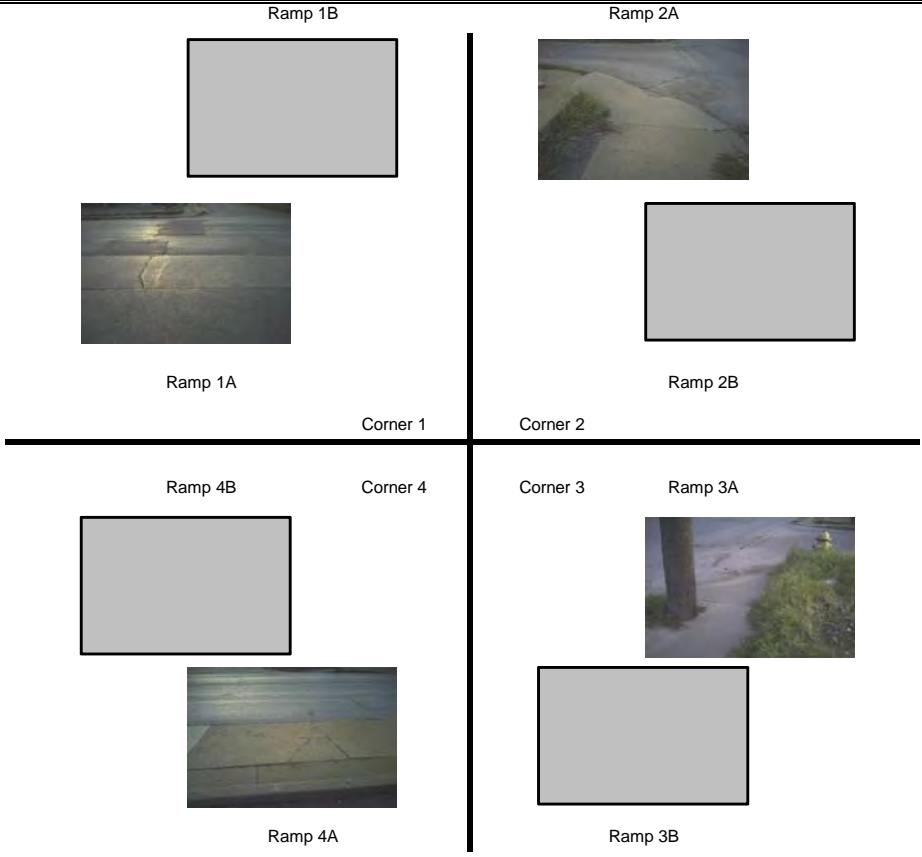 Ramp 1B
Ramp 2A
Ramp 1A
Ramp 2B
Corner 1
Corner 2
Ramp 4B
Corner 4
Corner 3
Ramp 3A
Ramp 4A
Ramp 3B